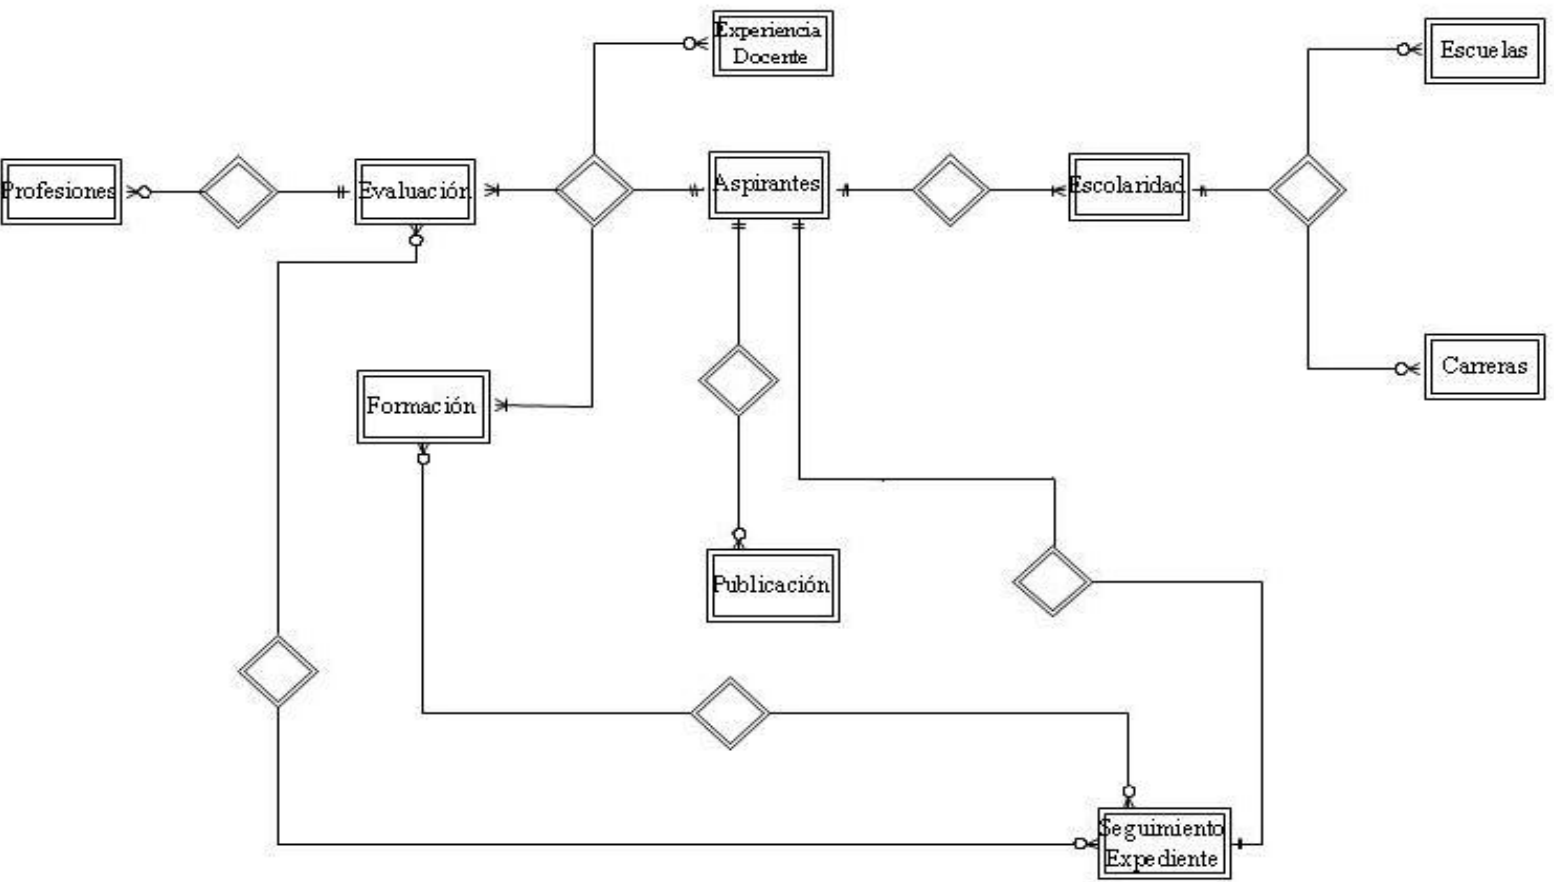 Experiencia
Docente
Escuelas
Profesiones
Evaluación
Aspirantes
Escolaridad
Carreras
Formación
Publicación
Seguimiento
Expediente